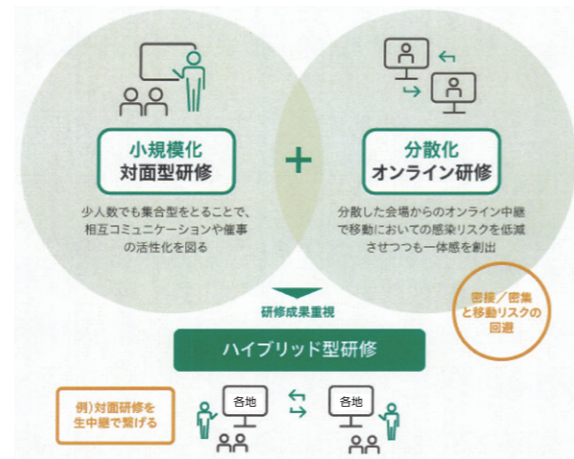 小規模化
対面型研修
+
分散化
オンライン研修
少人数でも集合型をとることで、
相互コミュニケーションや催事
の活性化を図る
分散した会場からのオンライン中継
で移動においての感染リスクを低減
させつつも一体感を創出
密接／密集
と移動リスクの
回避
研修成果重視
ハイブリッド型研修
例)対面研修を
生中継で繋げる
各地
各地